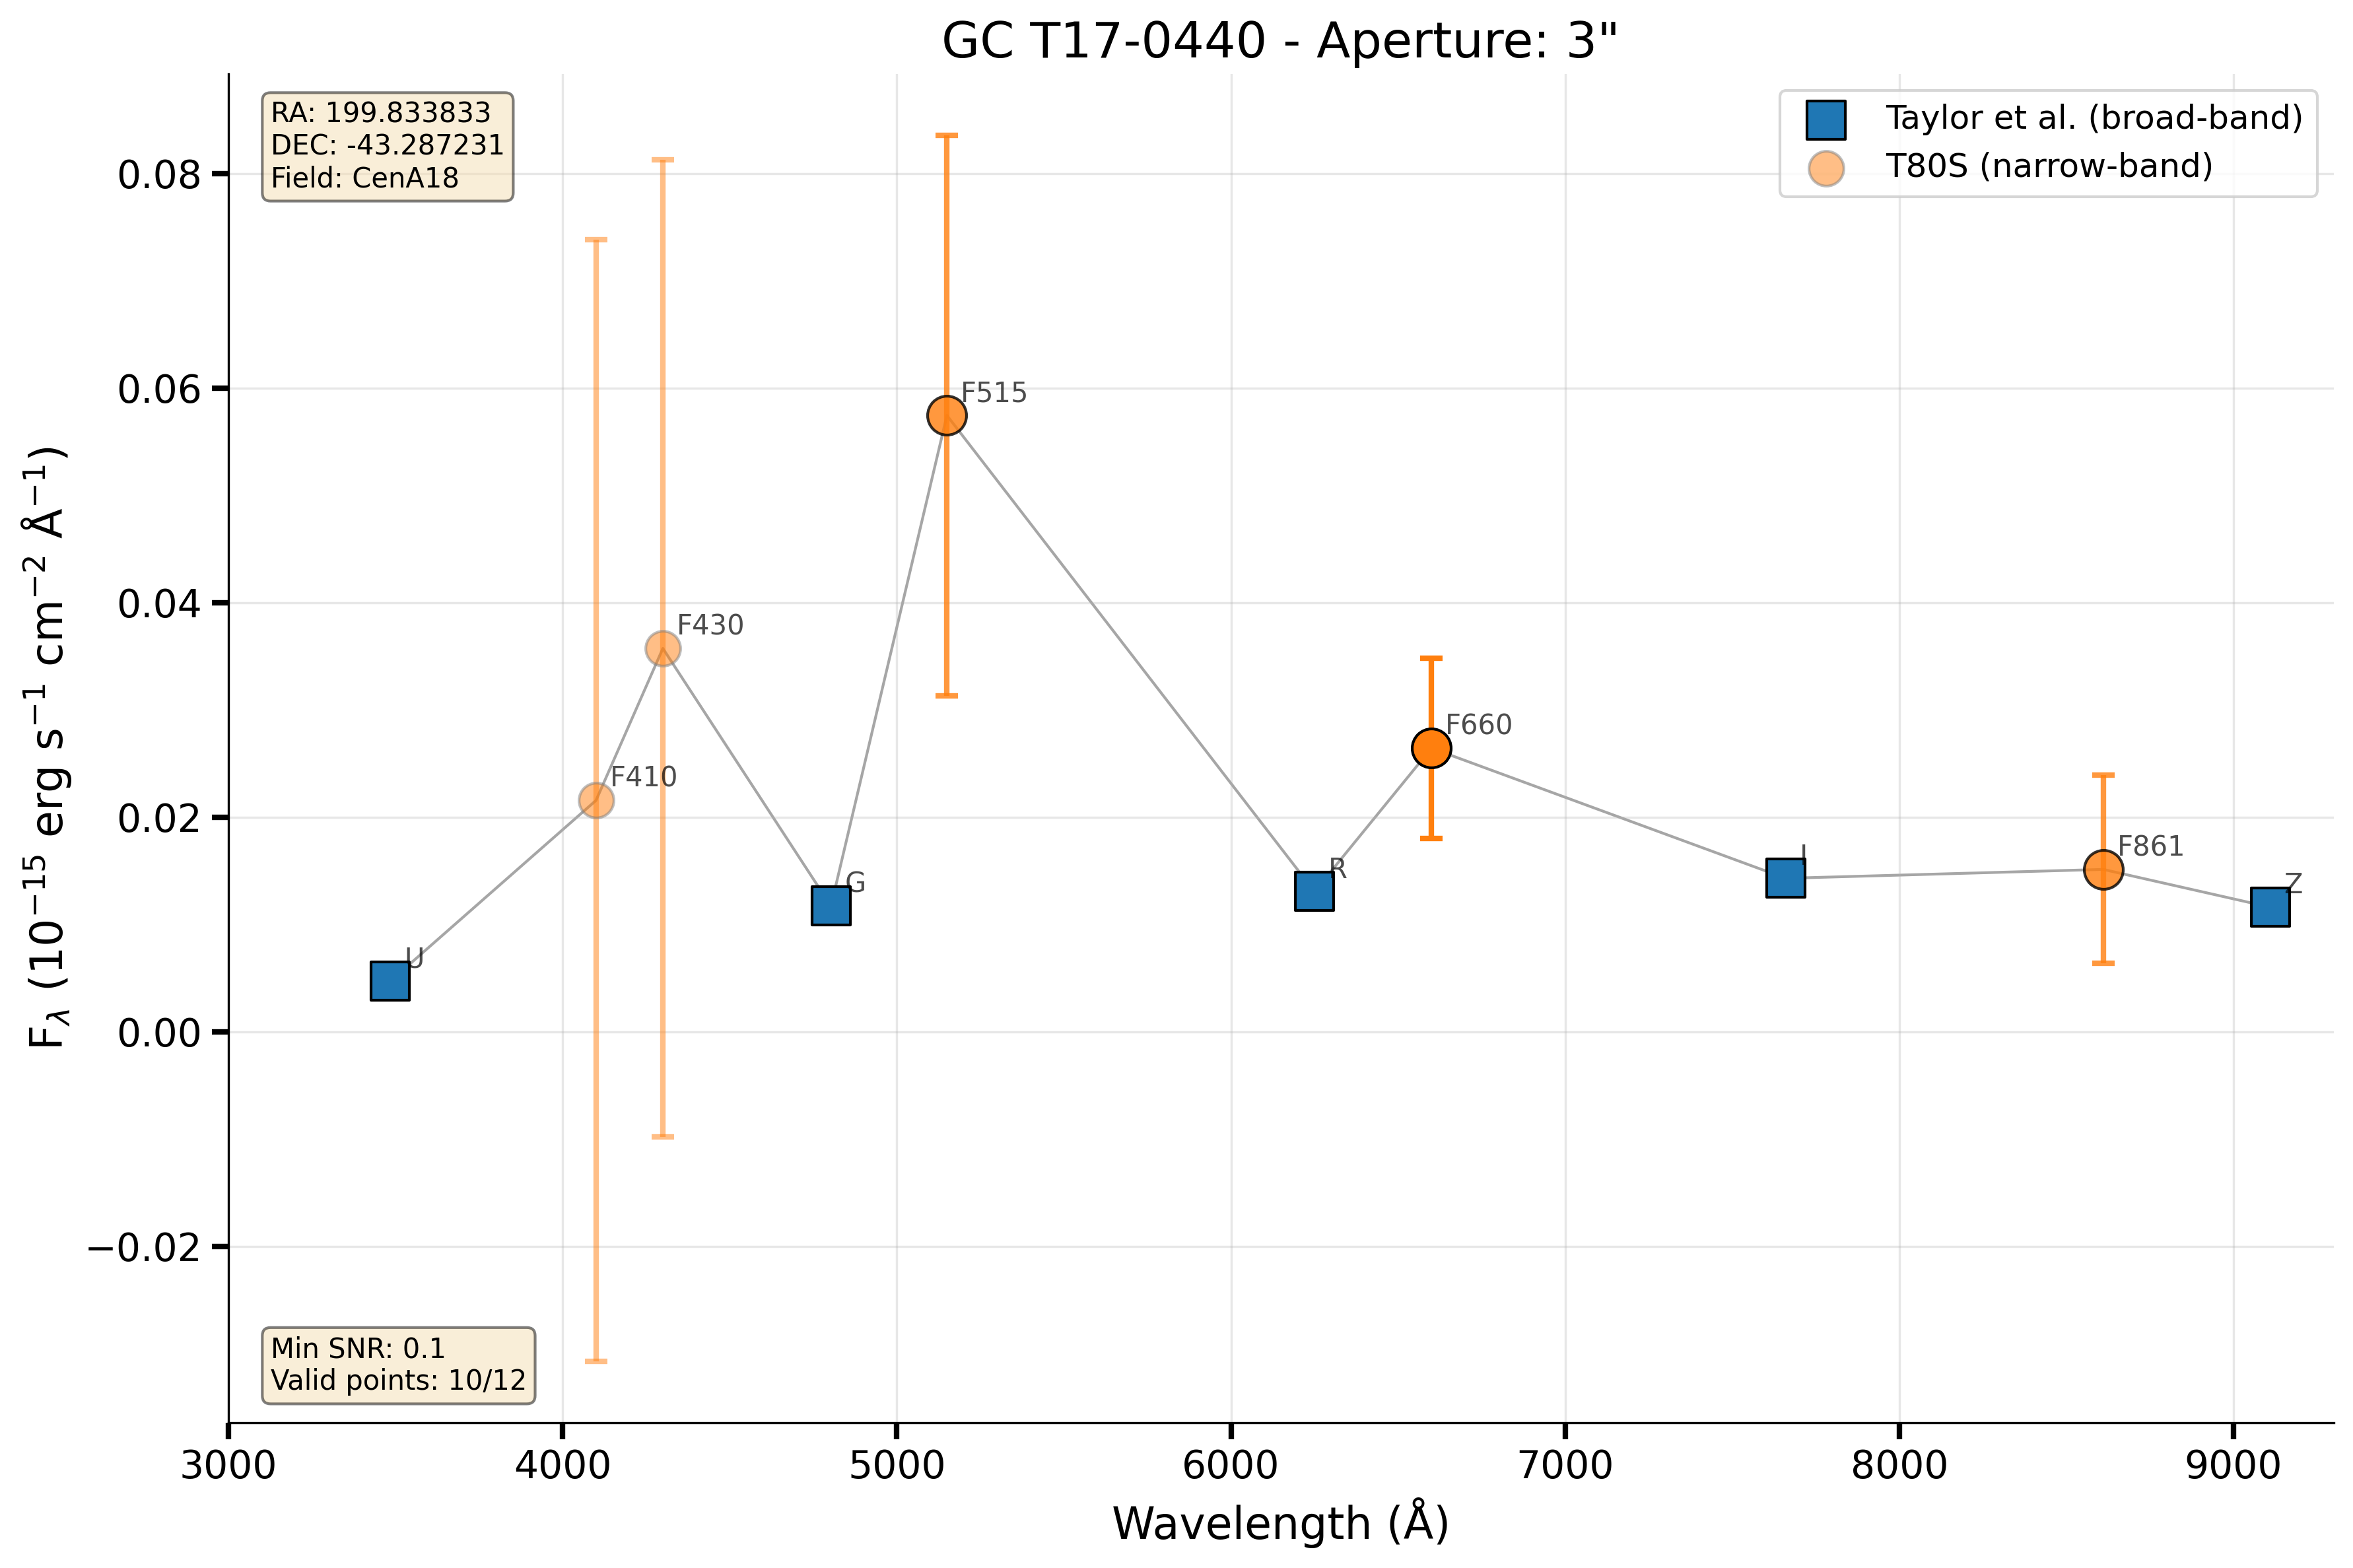 GC T17-0440 - Aperture: 3"
RA: 199.833833
DEC: -43.287231
Field: CenA18
Taylor et al. (broad-band)
T80S (narrow-band)
0.08
0.06
0.04
0.02
0.00
−0.02
F_λ (10⁻¹⁵ erg s⁻¹ cm⁻² Å⁻¹)
U
F410
F430
G
F515
R
F660
I
F861
Z
Min SNR: 0.1
Valid points: 10/12
3000 4000 5000 6000 7000 8000 9000
Wavelength (Å)